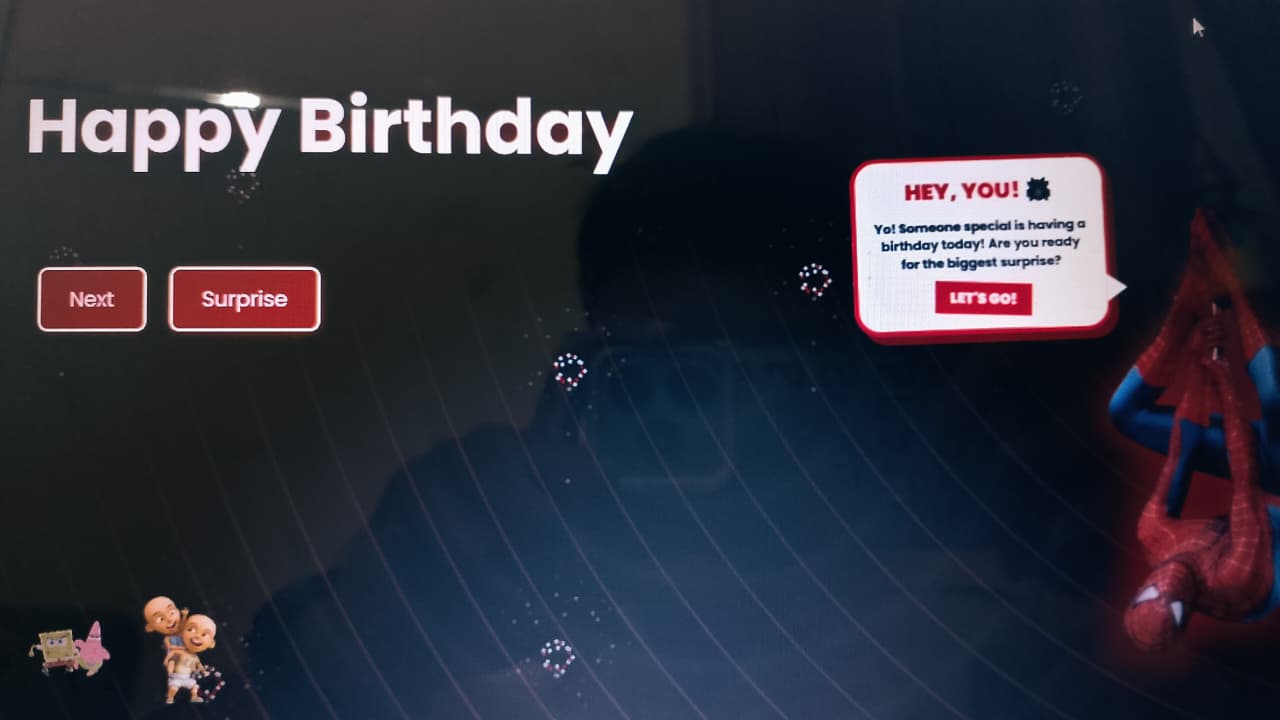 Happy Birthday
Next
Surprise
HEY, YOU!
Yo! Someone special is having a
birthday today! Are you ready
for the biggest surprise?
LET'S GO!